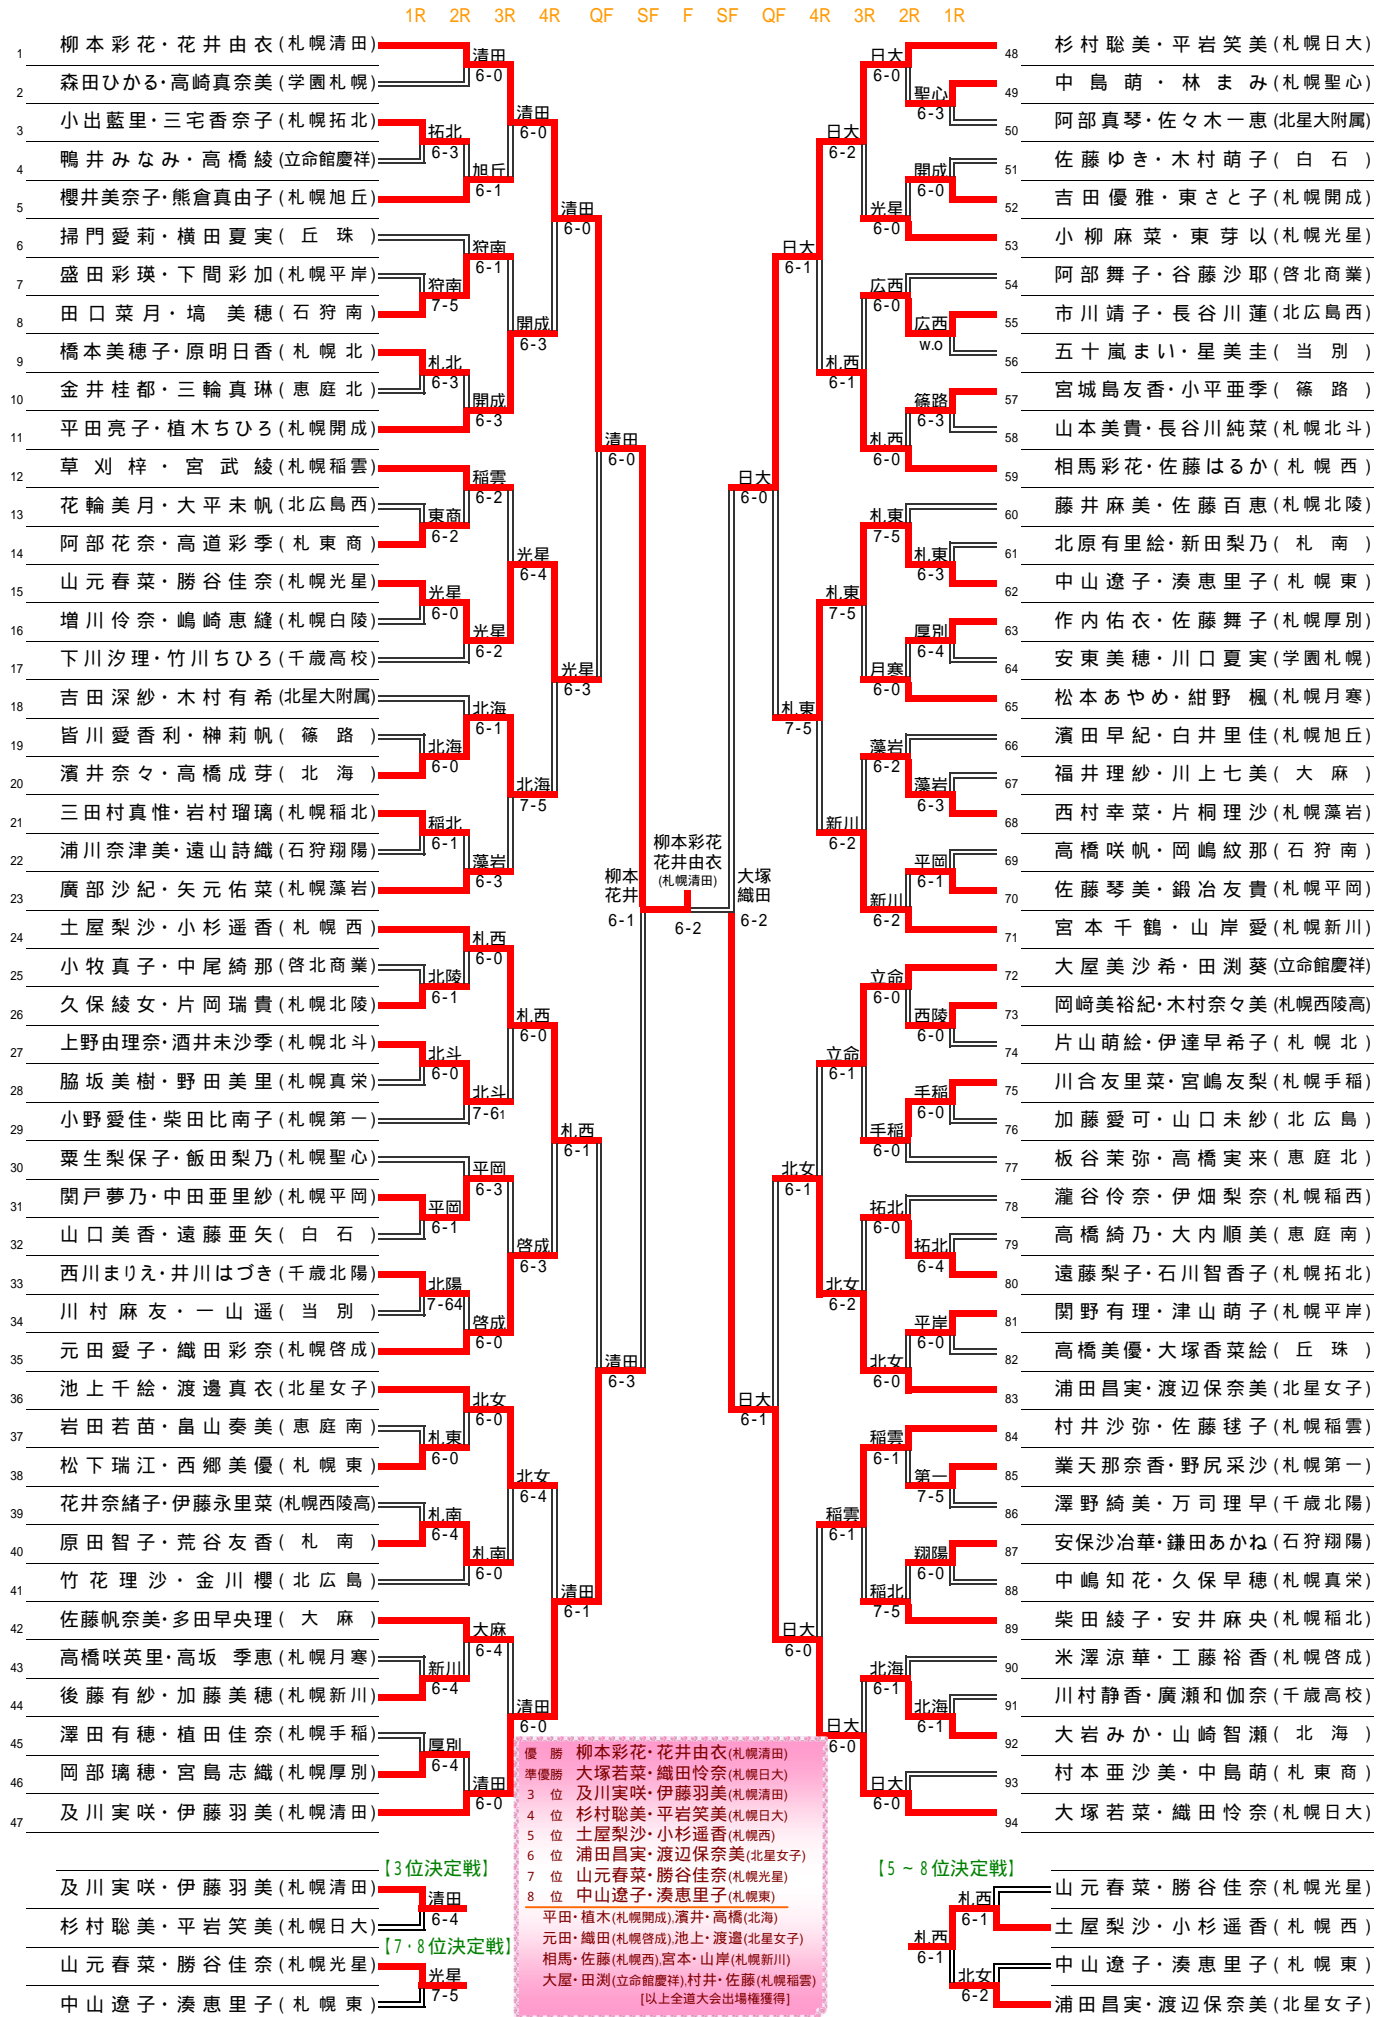 1R 2R 3R 4R QF SF F SF QF 4R 3R 2R 1R
1 柳本彩花・花井由衣(札幌清田)
2 森田ひかる・高崎真奈美(学園札幌)
3 小出藍里・三宅香奈子(札幌拓北)
4 鴨井みなみ・高橋綾(立命館慶祥)
5 櫻井美奈子・熊倉真由子(札幌旭丘)
6 掃門愛莉・横田夏実(丘珠)
7 盛田彩瑛・下間彩加(札幌平岸)
8 田口菜月・塙 美穂(石狩南)
9 橋本美穂子・原明日香(札幌北)
10 金井桂都・三輪真琳(恵庭北)
11 平田亮子・植木ちひろ(札幌開成)
12 草刈梓・宮武綾(札幌稲雲)
13 花輪美月・大平未帆(北広島西)
14 阿部花奈・高道彩季(札東商)
15 山元春菜・勝谷佳奈(札幌光星)
16 増川伶奈・嶋崎恵縫(札幌白陵)
17 下川汐理・竹川ちひろ(千歳高校)
18 吉田深紗・木村有希(北星大附属)
19 皆川愛香利・榊莉帆(篠路)
20 濱井奈々・高橋成芽(北海)
21 三田村真惟・岩村瑠璃(札幌稲北)
22 浦川奈津美・遠山詩織(石狩翔陽)
23 廣部沙紀・矢元佑菜(札幌藻岩)
24 土屋梨沙・小杉遥香(札幌西)
25 小牧真子・中尾綺那(啓北商業)
26 久保綾女・片岡瑞貴(札幌北陵)
27 上野由理奈・酒井未沙季(札幌北斗)
28 脇坂美樹・野田美里(札幌真栄)
29 小野愛佳・柴田比南子(札幌第一)
30 粟生梨保子・飯田梨乃(札幌聖心)
31 関戸夢乃・中田亜里紗(札幌平岡)
32 山口美香・遠藤亜矢(白石)
33 西川まりえ・井川はづき(千歳北陽)
34 川村麻友・一山遥(当別)
35 元田愛子・織田彩奈(札幌啓成)
36 池上千絵・渡邊真衣(北星女子)
37 岩田若苗・畠山奏美(恵庭南)
38 松下瑞江・西郷美優(札幌東)
39 花井奈緒子・伊藤永里菜(札幌西陵高)
40 原田智子・荒谷友香(札南)
41 竹花理沙・金川櫻(北広島)
42 佐藤帆奈美・多田早央理(大麻)
43 高橋咲英里・高坂 季恵(札幌月寒)
44 後藤有紗・加藤美穂(札幌新川)
45 澤田有穂・植田佳奈(札幌手稲)
46 岡部璃穂・宮島志織(札幌厚別)
47 及川実咲・伊藤羽美(札幌清田)
拓北 6-3
狩南 7-5
札北 6-3
東商 6-2
光星 6-0
北海 6-0
稲北 6-1
北陵 6-1
北斗 6-0
平岡 6-1
北陽 7-64
札東 6-0
札南 6-4
新川 6-4
厚別 6-4
清田 6-0
旭丘 6-1
狩南 6-1
開成 6-3
稲雲 6-2
光星 6-2
北海 6-1
藻岩 6-3
札西 6-0
北斗 7-61
平岡 6-3
啓成 6-0
北女 6-0
札南 6-0
大麻 6-4
清田 6-0
清田 6-0
開成 6-3
光星 6-4
北海 7-5
札西 6-0
啓成 6-3
北女 6-4
清田 6-0
清田 6-0
光星 6-3
札西 6-1
清田 6-1
清田 6-0
清田 6-3
柳本
花井
6-1
柳本彩花
花井由衣
(札幌清田)
6-2
大塚
織田
6-2
日大 6-0
日大 6-1
日大 6-1
札東 7-5
北女 6-1
日大 6-0
日大 6-2
札西 6-1
札東 7-5
新川 6-2
立命 6-1
北女 6-2
稲雲 6-1
日大 6-0
日大 6-0
光星 6-0
広西 6-0
札西 6-0
札東 7-5
月寒 6-0
藻岩 6-2
新川 6-2
立命 6-0
手稲 6-0
拓北 6-0
北女 6-0
稲雲 6-1
稲北 7-5
北海 6-1
日大 6-0
聖心 6-3
開成 6-0
広西 w.o
篠路 6-3
札東 6-3
厚別 6-4
藻岩 6-3
平岡 6-1
西陵 6-0
手稲 6-0
拓北 6-4
平岸 6-0
第一 7-5
翔陽 6-0
北海 6-1
48 杉村聡美・平岩笑美(札幌日大)
49 中島萌・林まみ(札幌聖心)
50 阿部真琴・佐々木一恵(北星大附属)
51 佐藤ゆき・木村萌子(白石)
52 吉田優雅・東さと子(札幌開成)
53 小柳麻菜・東芽以(札幌光星)
54 阿部舞子・谷藤沙耶(啓北商業)
55 市川靖子・長谷川蓮(北広島西)
56 五十嵐まい・星美圭(当別)
57 宮城島友香・小平亜季(篠路)
58 山本美貴・長谷川純菜(札幌北斗)
59 相馬彩花・佐藤はるか(札幌西)
60 藤井麻美・佐藤百恵(札幌北陵)
61 北原有里絵・新田梨乃(札南)
62 中山遼子・湊恵里子(札幌東)
63 作内佑衣・佐藤舞子(札幌厚別)
64 安東美穂・川口夏実(学園札幌)
65 松本あやめ・紺野 楓(札幌月寒)
66 濱田早紀・白井里佳(札幌旭丘)
67 福井理紗・川上七美(大麻)
68 西村幸菜・片桐理沙(札幌藻岩)
69 高橋咲帆・岡嶋紋那(石狩南)
70 佐藤琴美・鍛冶友貴(札幌平岡)
71 宮本千鶴・山岸愛(札幌新川)
72 大屋美沙希・田渕葵(立命館慶祥)
73 岡﨑美裕紀・木村奈々美(札幌西陵高)
74 片山萌絵・伊達早希子(札幌北)
75 川合友里菜・宮嶋友梨(札幌手稲)
76 加藤愛可・山口未紗(北広島)
77 板谷茉弥・高橋実来(恵庭北)
78 瀧谷伶奈・伊畑梨奈(札幌稲西)
79 高橋綺乃・大内順美(恵庭南)
80 遠藤梨子・石川智香子(札幌拓北)
81 関野有理・津山萌子(札幌平岸)
82 高橋美優・大塚香菜絵(丘珠)
83 浦田昌実・渡辺保奈美(北星女子)
84 村井沙弥・佐藤毬子(札幌稲雲)
85 業天那奈香・野尻采沙(札幌第一)
86 澤野綺美・万司理早(千歳北陽)
87 安保沙冶華・鎌田あかね(石狩翔陽)
88 中嶋知花・久保早穂(札幌真栄)
89 柴田綾子・安井麻央(札幌稲北)
90 米澤涼華・工藤裕香(札幌啓成)
91 川村静香・廣瀬和伽奈(千歳高校)
92 大岩みか・山崎智瀬(北海)
93 村本亜沙美・中島萌(札東商)
94 大塚若菜・織田怜奈(札幌日大)
優勝 柳本彩花・花井由衣(札幌清田)
準優勝 大塚若菜・織田怜奈(札幌日大)
3位 及川実咲・伊藤羽美(札幌清田)
4位 杉村聡美・平岩笑美(札幌日大)
5位 土屋梨沙・小杉遥香(札幌西)
6位 浦田昌実・渡辺保奈美(北星女子)
7位 山元春菜・勝谷佳奈(札幌光星)
8位 中山遼子・湊恵里子(札幌東)
平田・植木(札幌開成),濱井・高橋(北海)
元田・織田(札幌啓成),池上・渡邉(北星女子)
相馬・佐藤(札幌西),宮本・山岸(札幌新川)
大屋・田渕(立命館慶祥),村井・佐藤(札幌稲雲)
[以上全道大会出場権獲得]
【3位決定戦】
及川実咲・伊藤羽美(札幌清田)
清田 6-4
杉村聡美・平岩笑美(札幌日大)
【7・8位決定戦】
山元春菜・勝谷佳奈(札幌光星)
光星 7-5
中山遼子・湊恵里子(札幌東)
【5～8位決定戦】
山元春菜・勝谷佳奈(札幌光星)
札西 6-1
土屋梨沙・小杉遥香(札幌西)
札西 6-1
中山遼子・湊恵里子(札幌東)
北女 6-2
浦田昌実・渡辺保奈美(北星女子)